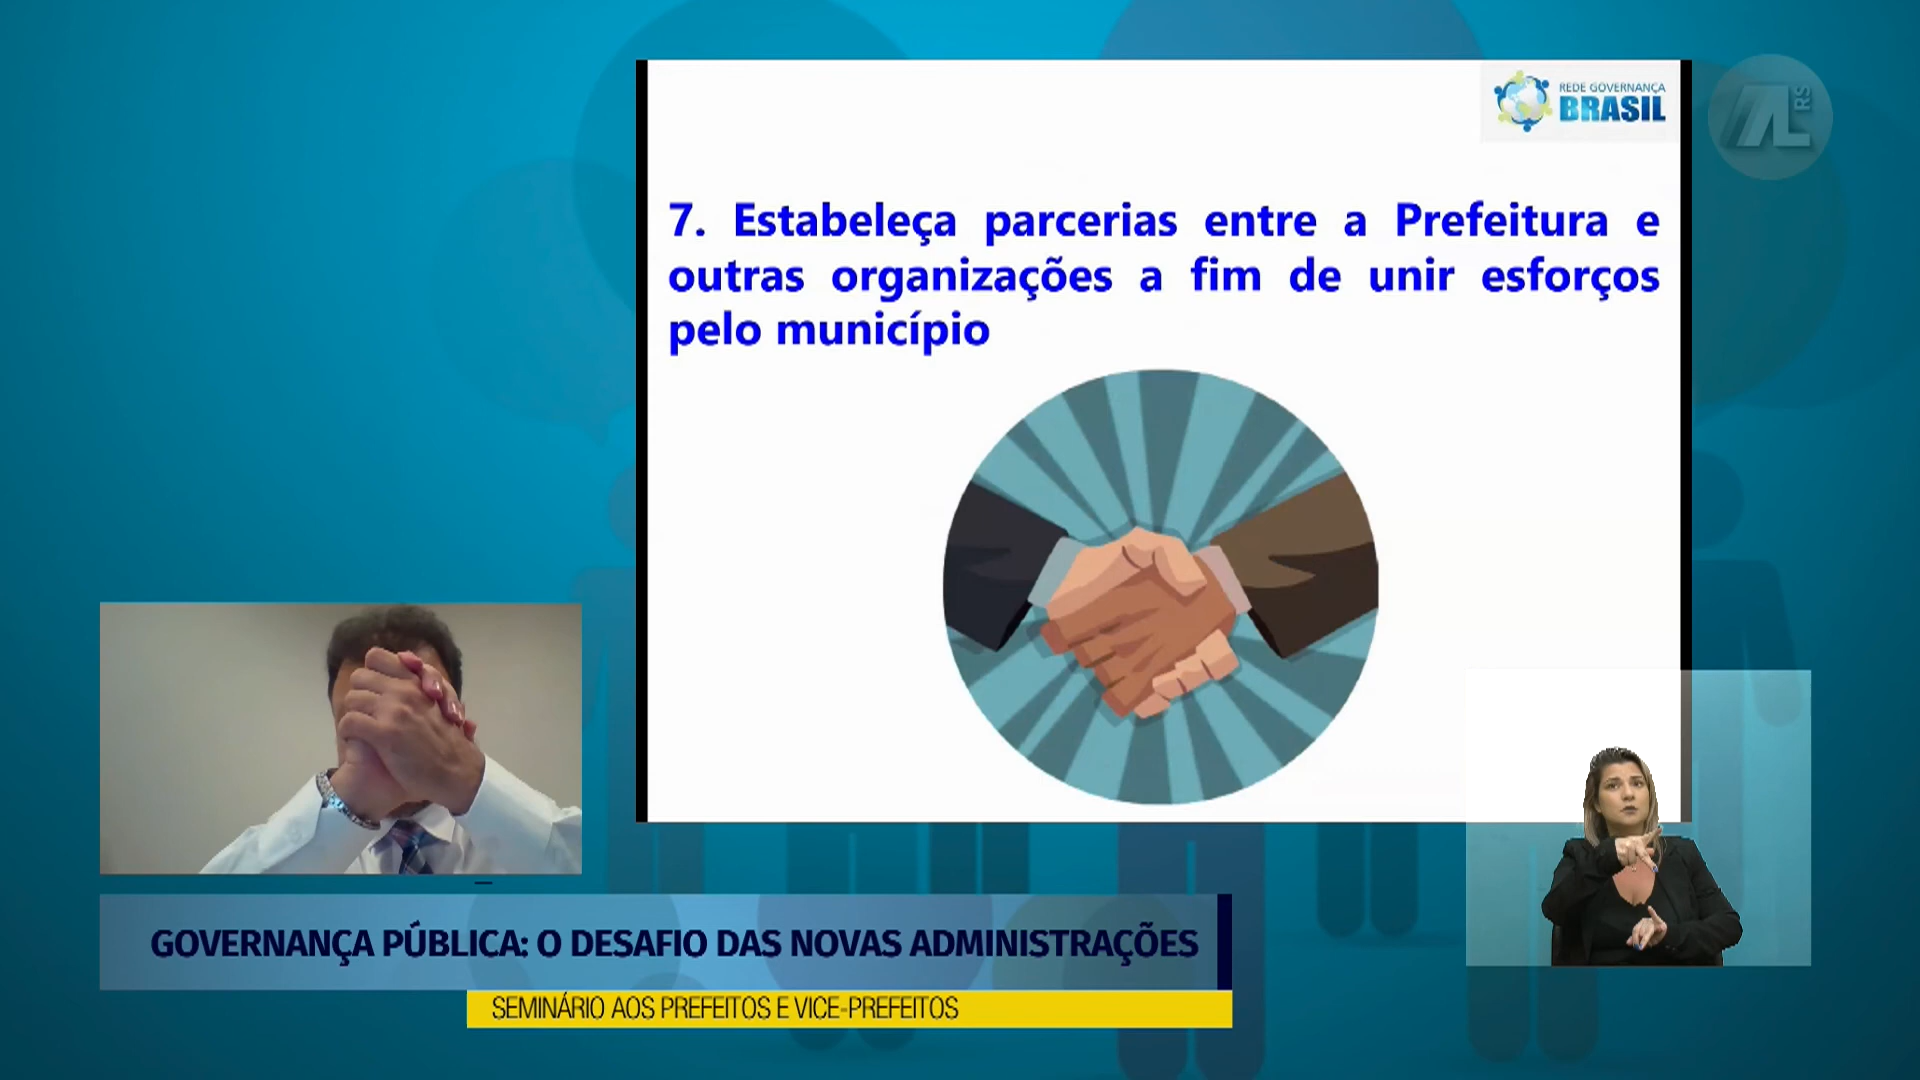 REDE GOVERNANÇA
BRASIL
ALRS
7. Estabeleça parcerias entre a Prefeitura e
outras organizações a fim de unir esforços
pelo município
GOVERNANÇA PÚBLICA: O DESAFIO DAS NOVAS ADMINISTRAÇÕES
SEMINÁRIO AOS PREFEITOS E VICE-PREFEITOS